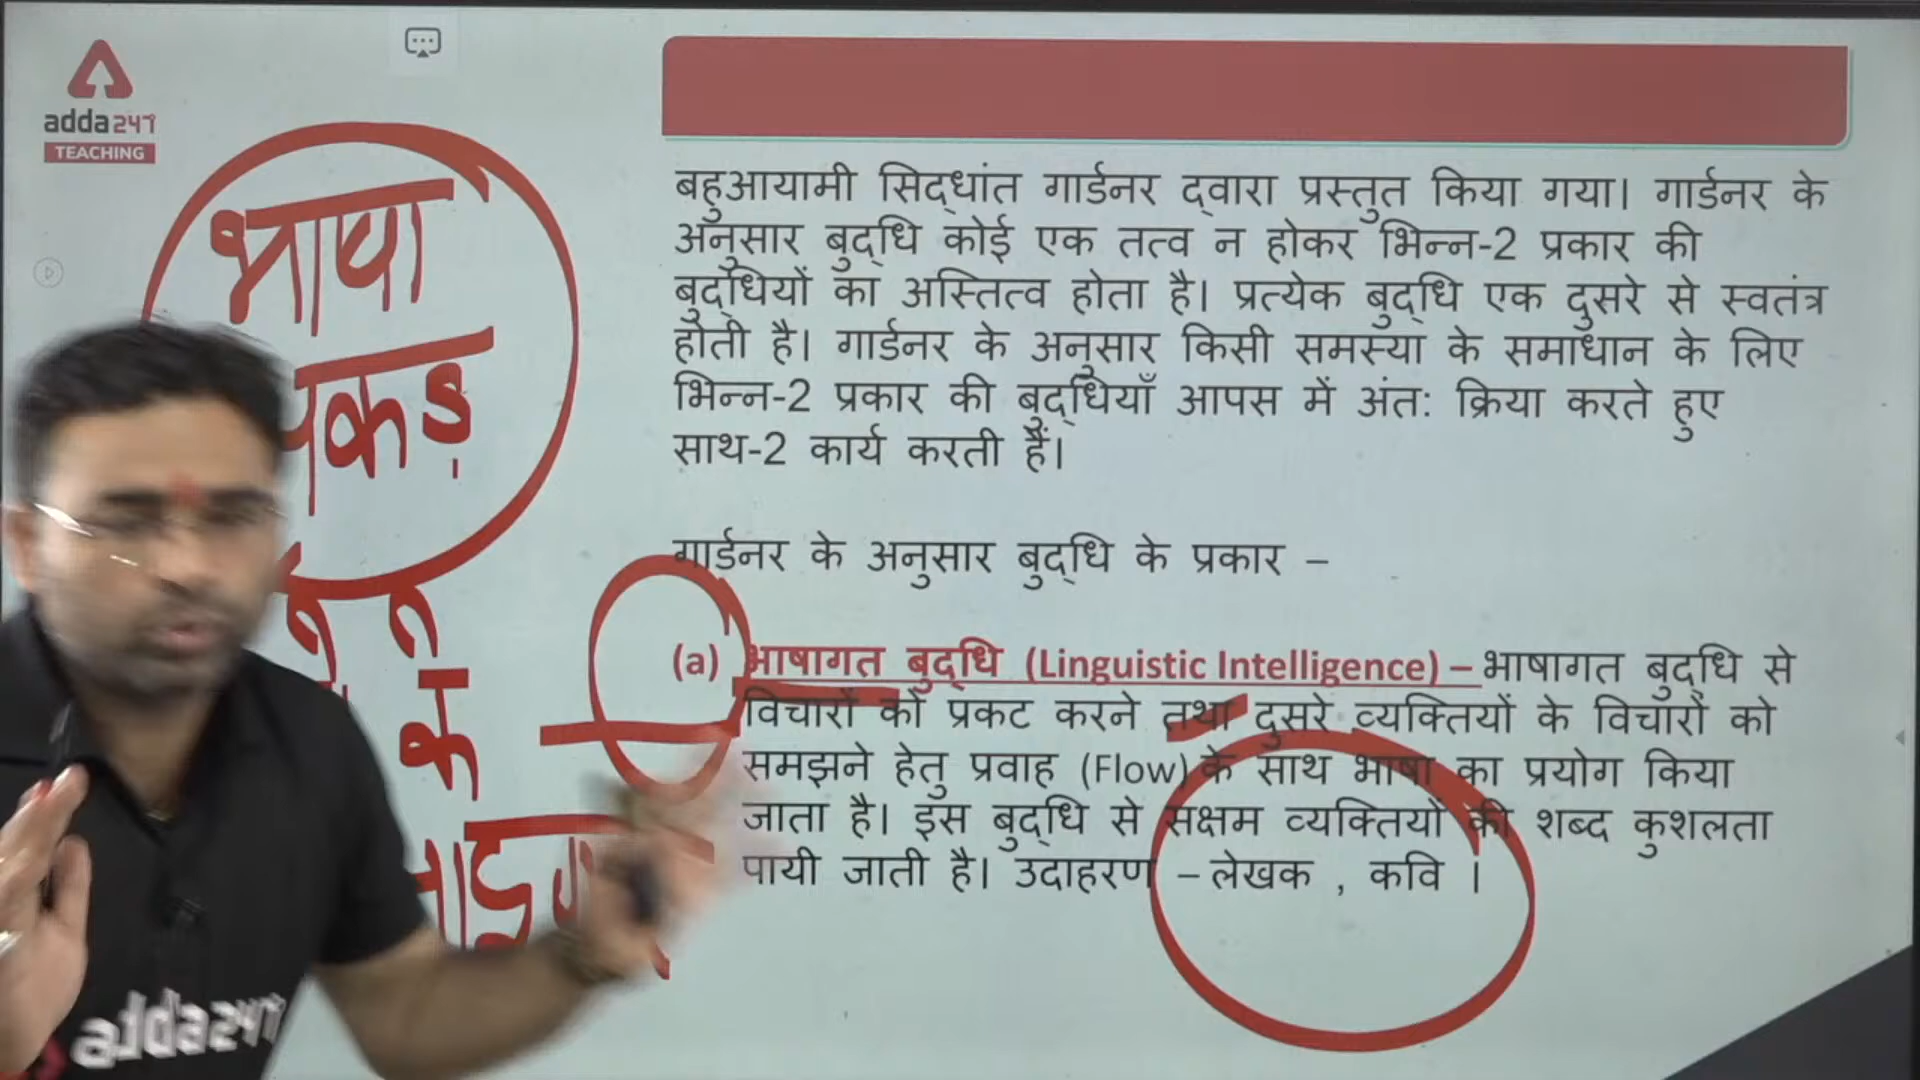 adda247
TEACHING
भाषा
पकड़
बहुआयामी सिद्धांत गार्डनर द्वारा प्रस्तुत किया गया। गार्डनर के
अनुसार बुद्धि कोई एक तत्व न होकर भिन्न-2 प्रकार की
बुद्धियों का अस्तित्व होता है। प्रत्येक बुद्धि एक दुसरे से स्वतंत्र
होती है। गार्डनर के अनुसार किसी समस्या के समाधान के लिए
भिन्न-2 प्रकार की बुद्धियाँ आपस में अंत: क्रिया करते हुए
साथ-2 कार्य करती हैं।
गार्डनर के अनुसार बुद्धि के प्रकार –
(a) भाषागत बुद्धि (Linguistic Intelligence) – भाषागत बुद्धि से
विचारों को प्रकट करने तथा दुसरे व्यक्तियों के विचारों को
समझने हेतु प्रवाह (Flow) के साथ भाषा का प्रयोग किया
जाता है। इस बुद्धि से सक्षम व्यक्तियों की शब्द कुशलता
पायी जाती है। उदाहरण – लेखक , कवि ।
adda247